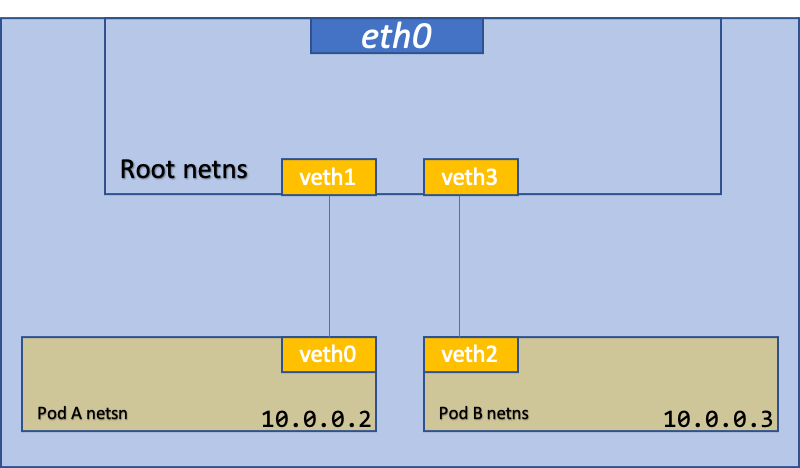 eth0
Root netns
veth1
veth3
veth0
veth2
Pod A netsn
10.0.0.2
Pod B netns
10.0.0.3